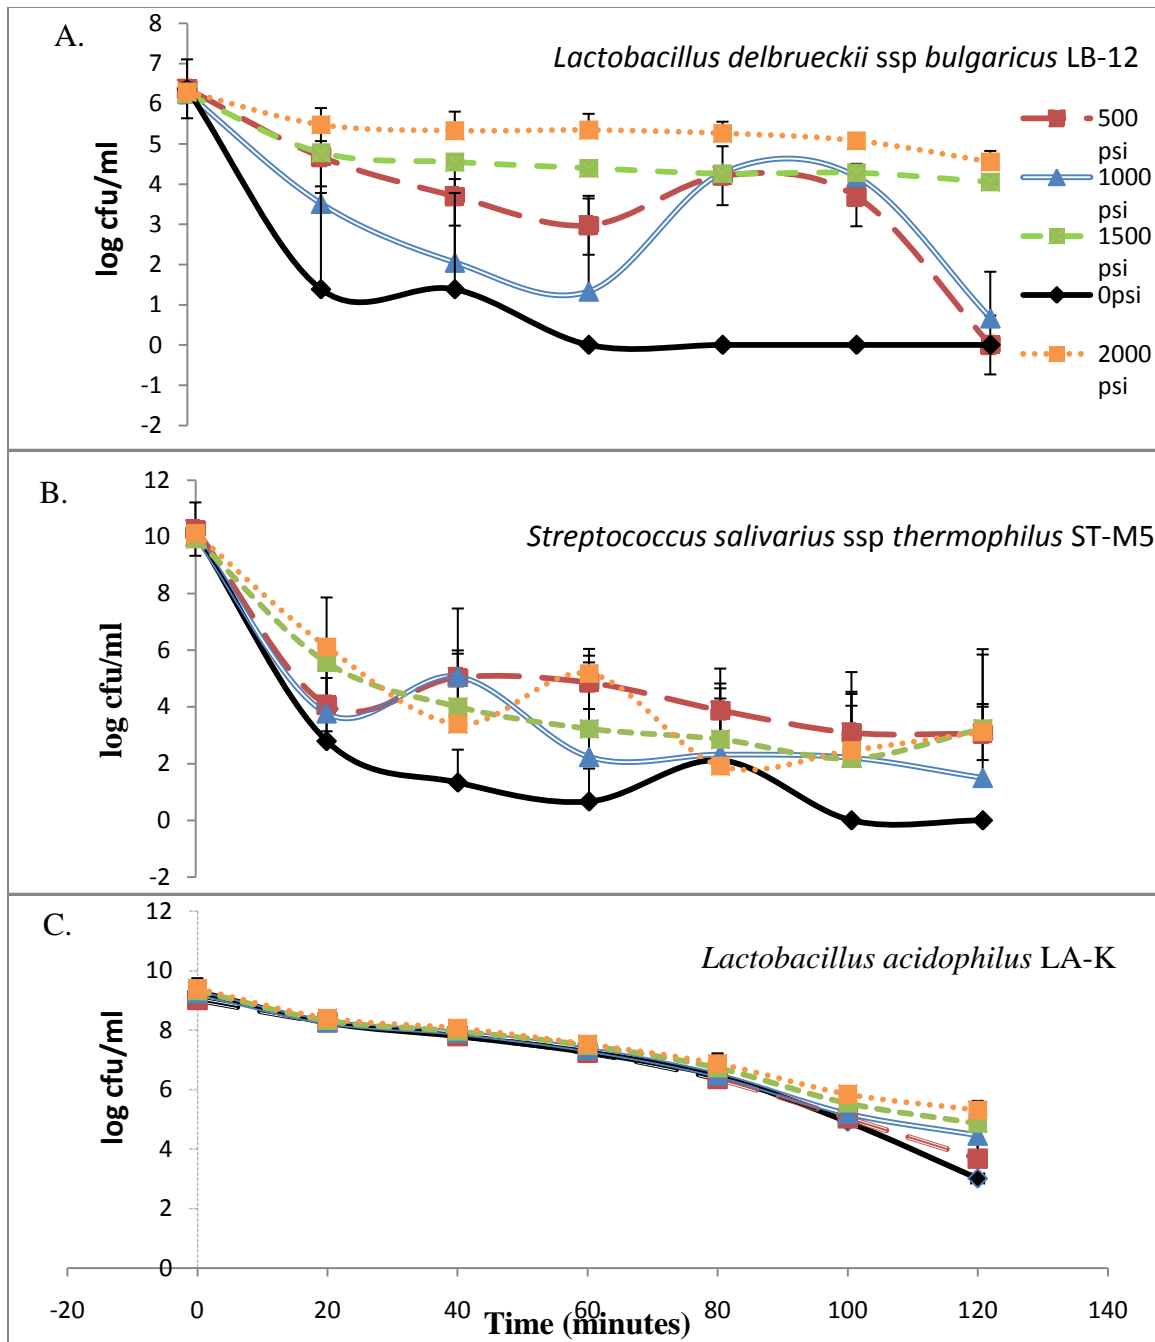 A.
Lactobacillus delbrueckii ssp bulgaricus LB-12
8
7
6
5
4
3
2
1
0
-1
-2
log cfu/ml
500
psi
1000
psi
1500
psi
0psi
2000
psi
B.
Streptococcus salivarius ssp thermophilus ST-M5
12
10
8
6
4
2
0
-2
log cfu/ml
C.
Lactobacillus acidophilus LA-K
12
10
8
6
4
2
0
log cfu/ml
-20
0
20
40
60
80
100
120
140
Time (minutes)